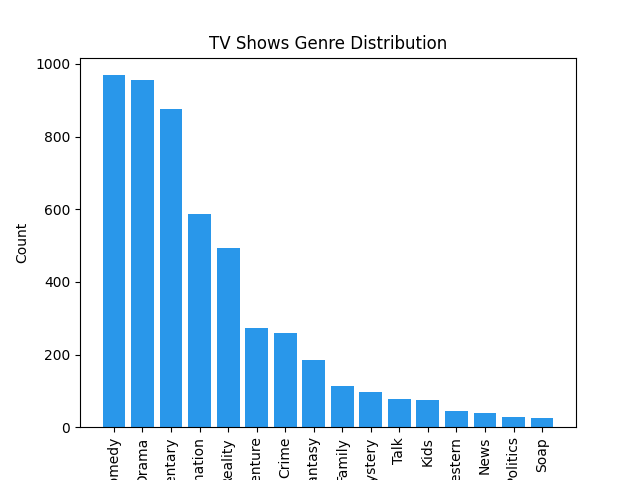 TV Shows Genre Distribution
Count
1000
800
600
400
200
0
omedy
Drama
entary
nation
Reality
enture
Crime
antasy
Family
ystery
Talk
Kids
estern
News
Politics
Soap